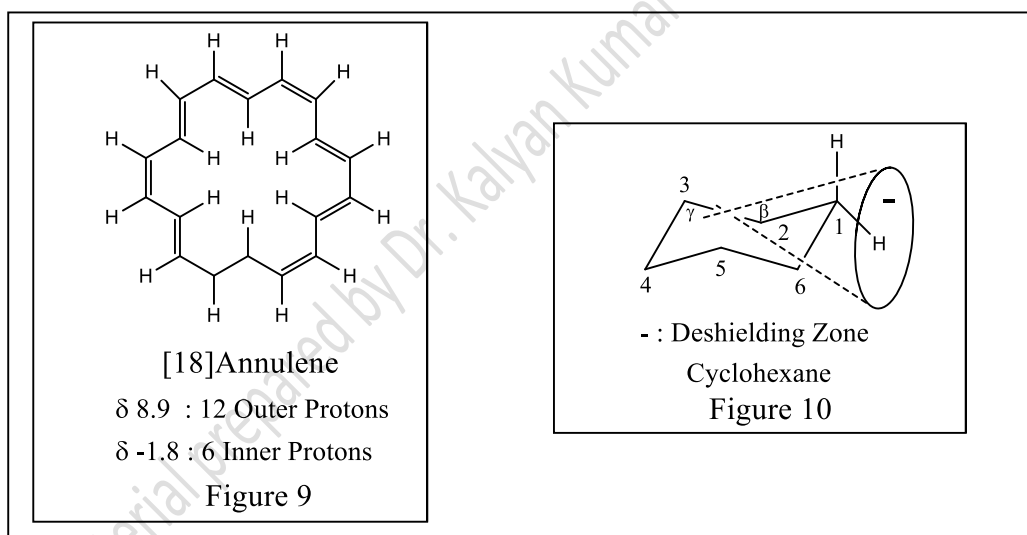 H H
H H
H
H H H H
H H H H
H
H H
H H
[18]Annulene
δ 8.9 : 12 Outer Protons
δ -1.8 : 6 Inner Protons
Figure 9
H
3
γ β
2 1
H
-
4 5 6
- : Deshielding Zone
Cyclohexane
Figure 10
erial prepared by Dr. Kalyan Kumar